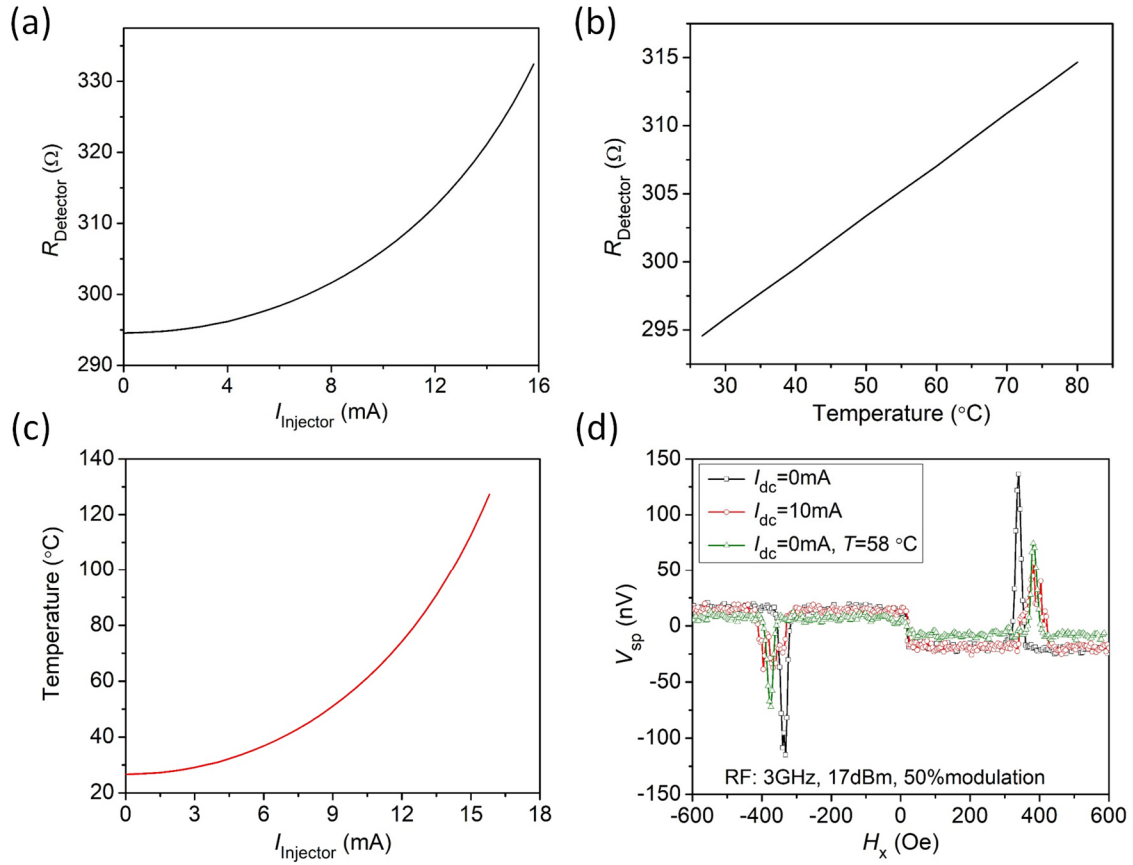 (a)
330
320
310
300
290
R_Detector (Ω)
0 4 8 12 16
I_Injector (mA)
(b)
315
310
305
300
295
R_Detector (Ω)
30 40 50 60 70 80
Temperature (°C)
(c)
140
120
100
80
60
40
20
Temperature (°C)
0 3 6 9 12 15 18
I_Injector (mA)
(d)
150
100
50
0
-50
-100
-150
V_sp (nV)
I_dc=0mA
I_dc=10mA
I_dc=0mA, T=58 °C
RF: 3GHz, 17dBm, 50%modulation
-600 -400 -200 0 200 400 600
H_x (Oe)